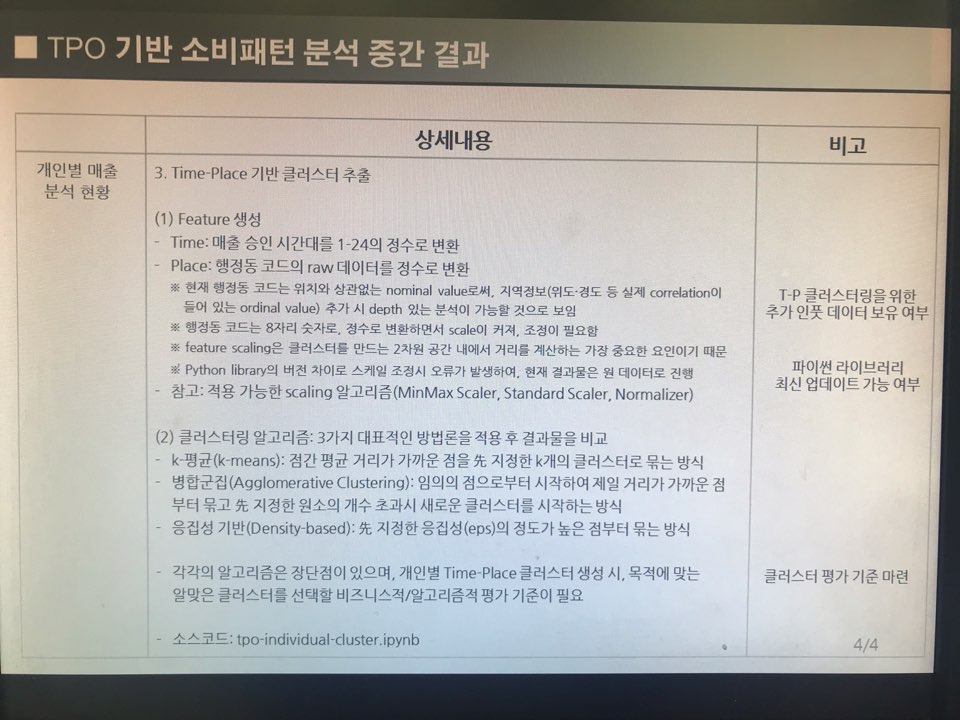 ■ TPO 기반 소비패턴 분석 중간 결과
상세내용
비고
개인별 매출
분석 현황
3. Time-Place 기반 클러스터 추출
(1) Feature 생성
- Time: 매출 승인 시간대를 1-24의 정수로 변환
- Place: 행정동 코드의 raw 데이터를 정수로 변환
※ 현재 행정동 코드는 위치와 상관없는 nominal value로써, 지역정보(위도·경도 등 실제 correlation이
들어 있는 ordinal value) 추가 시 depth 있는 분석이 가능할 것으로 보임
※ 행정동 코드는 8자리 숫자로, 정수로 변환하면서 scale이 커져, 조정이 필요함
※ feature scaling은 클러스터를 만드는 2차원 공간 내에서 거리를 계산하는 가장 중요한 요인이기 때문
※ Python library의 버전 차이로 스케일 조정시 오류가 발생하여, 현재 결과물은 원 데이터로 진행
- 참고: 적용 가능한 scaling 알고리즘(MinMax Scaler, Standard Scaler, Normalizer)
(2) 클러스터링 알고리즘: 3가지 대표적인 방법론을 적용 후 결과물을 비교
- k-평균(k-means): 점간 평균 거리가 가까운 점을 先 지정한 k개의 클러스터로 묶는 방식
- 병합군집(Agglomerative Clustering): 임의의 점으로부터 시작하여 제일 거리가 가까운 점
부터 묶고 先 지정한 원소의 개수 초과시 새로운 클러스터를 시작하는 방식
- 응집성 기반(Density-based): 先 지정한 응집성(eps)의 정도가 높은 점부터 묶는 방식
- 각각의 알고리즘은 장단점이 있으며, 개인별 Time-Place 클러스터 생성 시, 목적에 맞는
알맞은 클러스터를 선택할 비즈니스적/알고리즘적 평가 기준이 필요
- 소스코드: tpo-individual-cluster.ipynb
T-P 클러스터링을 위한
추가 인풋 데이터 보유 여부
파이썬 라이브러리
최신 업데이트 가능 여부
클러스터 평가 기준 마련
4/4